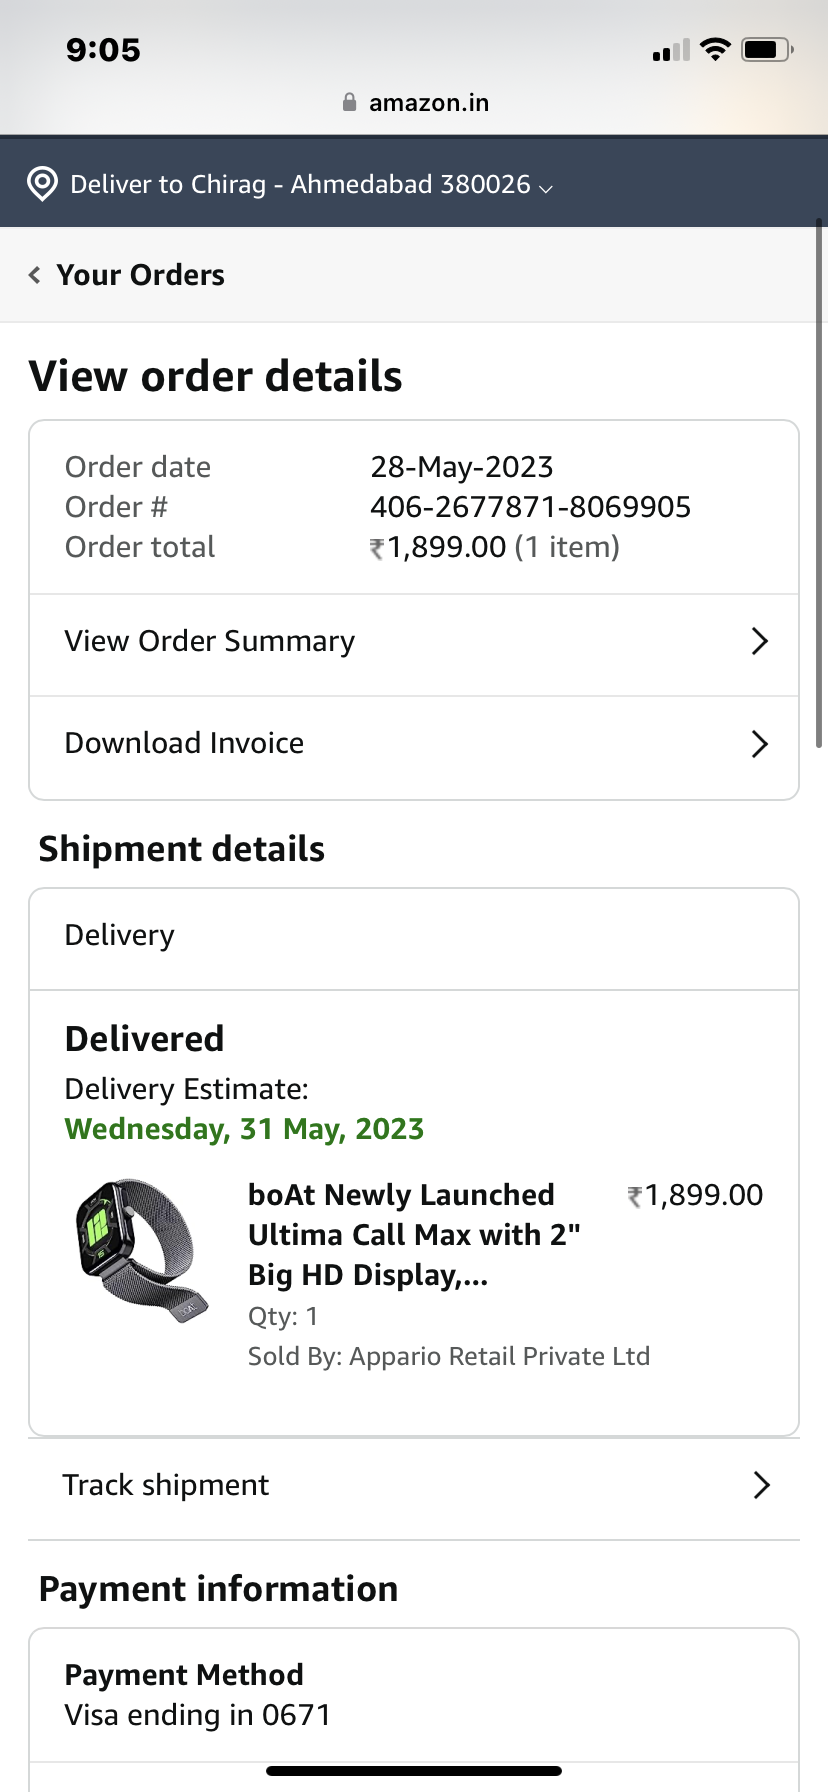 9:05
amazon.in
Deliver to Chirag - Ahmedabad 380026
Your Orders
View order details
Order date 28-May-2023
Order # 406-2677871-8069905
Order total ₹1,899.00 (1 item)
View Order Summary
Download Invoice
Shipment details
Delivery
Delivered
Delivery Estimate:
Wednesday, 31 May, 2023
boAt Newly Launched ₹1,899.00
Ultima Call Max with 2"
Big HD Display,...
Qty: 1
Sold By: Appario Retail Private Ltd
Track shipment
Payment information
Payment Method
Visa ending in 0671